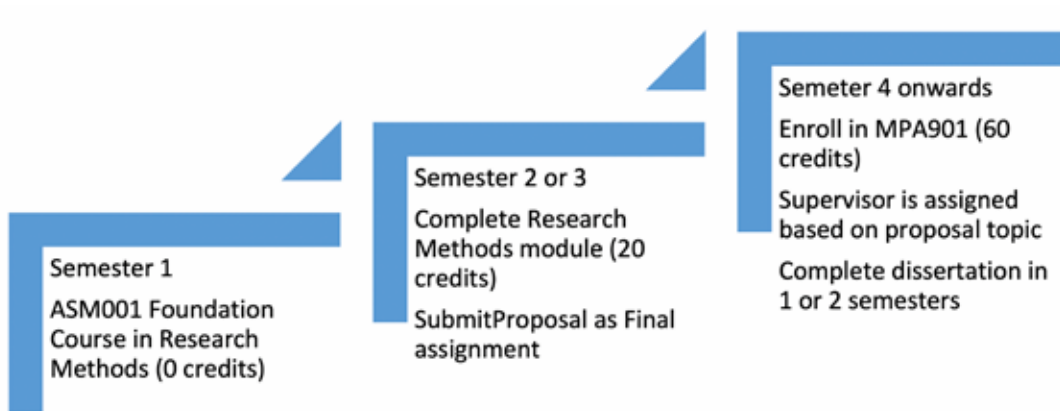 Semester 1
ASM001 Foundation
Course in Research
Methods (0 credits)
Semester 2 or 3
Complete Research
Methods module (20
credits)
SubmitProposal as Final
assignment
Semeter 4 onwards
Enroll in MPA901 (60
credits)
Supervisor is assigned
based on proposal topic
Complete dissertation in
1 or 2 semesters